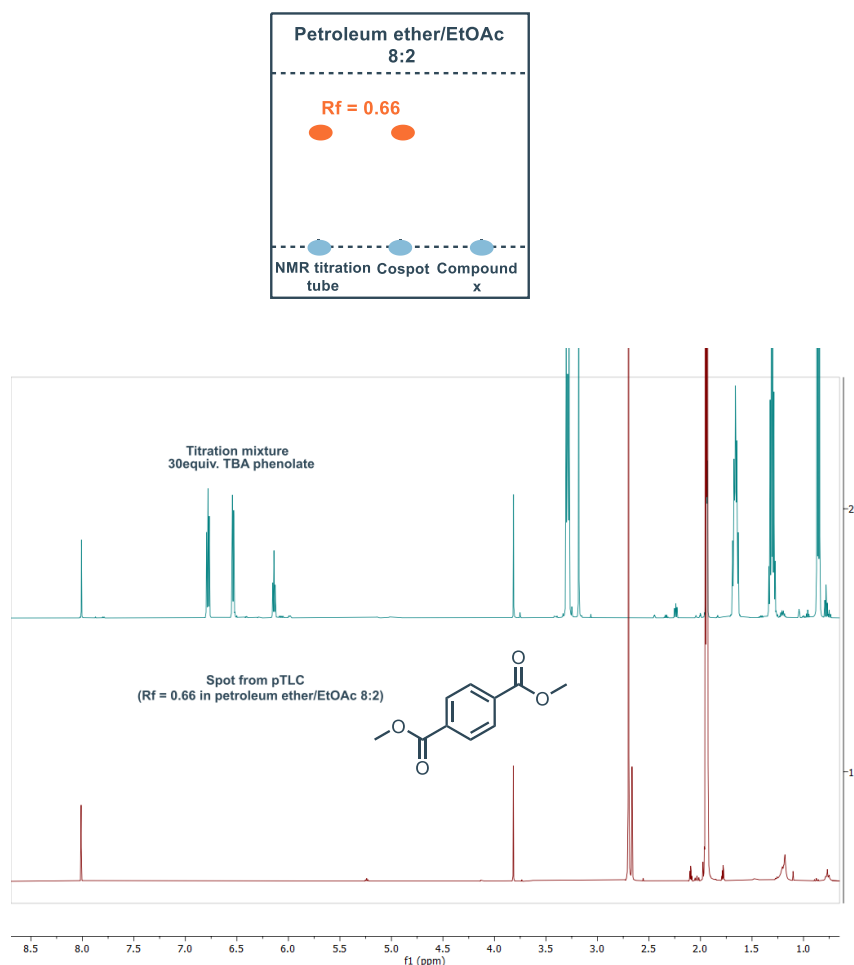 Petroleum ether/EtOAc
8:2
Rf = 0.66
NMR titration
tube
Cospot
Compound
x
Titration mixture
30equiv. TBA phenolate
2
Spot from pTLC
(Rf = 0.66 in petroleum ether/EtOAc 8:2)
O
O
O
O
1
8.5 8.0 7.5 7.0 6.5 6.0 5.5 5.0 4.5 4.0 3.5 3.0 2.5 2.0 1.5 1.0
f1 (ppm)